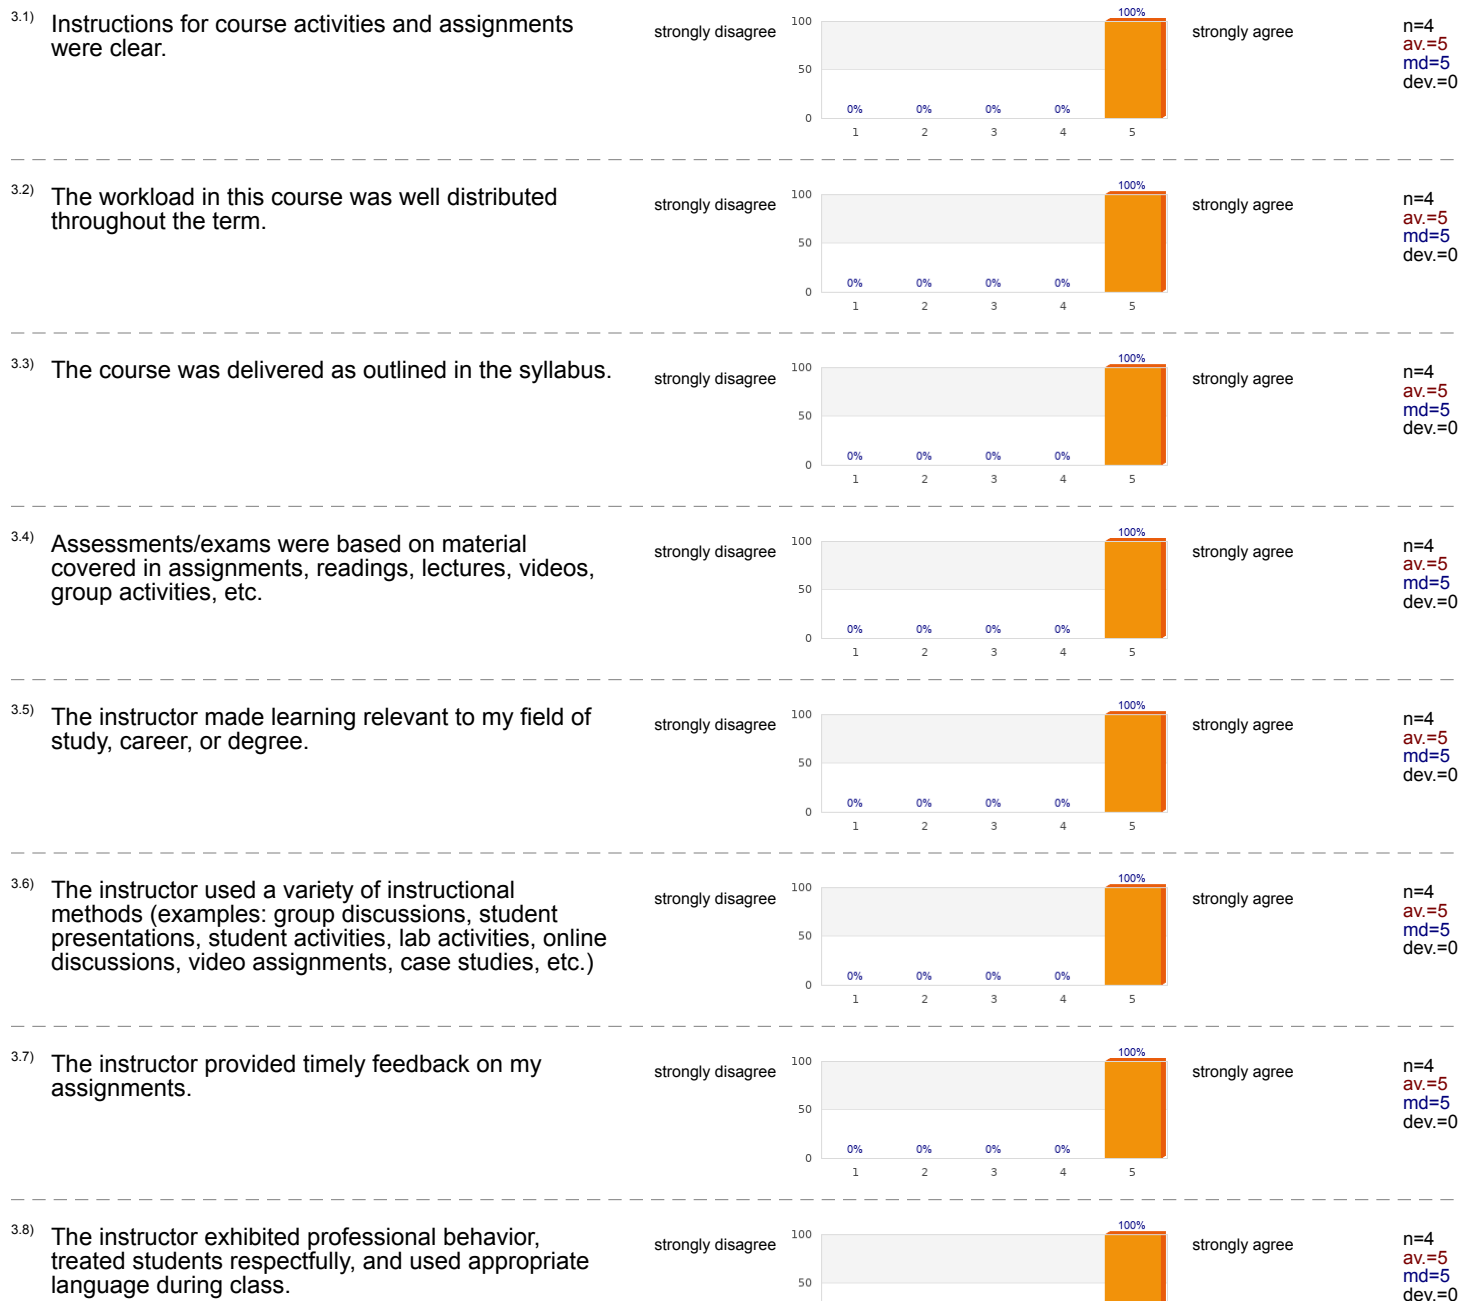 3.1) Instructions for course activities and assignments
were clear.
strongly disagree
100
50
0
0%
0%
0%
0%
100%
1
2
3
4
5
strongly agree
n=4
av.=5
md=5
dev.=0
3.2) The workload in this course was well distributed
throughout the term.
strongly disagree
100
50
0
0%
0%
0%
0%
100%
1
2
3
4
5
strongly agree
n=4
av.=5
md=5
dev.=0
3.3) The course was delivered as outlined in the syllabus.
strongly disagree
100
50
0
0%
0%
0%
0%
100%
1
2
3
4
5
strongly agree
n=4
av.=5
md=5
dev.=0
3.4) Assessments/exams were based on material
covered in assignments, readings, lectures, videos,
group activities, etc.
strongly disagree
100
50
0
0%
0%
0%
0%
100%
1
2
3
4
5
strongly agree
n=4
av.=5
md=5
dev.=0
3.5) The instructor made learning relevant to my field of
study, career, or degree.
strongly disagree
100
50
0
0%
0%
0%
0%
100%
1
2
3
4
5
strongly agree
n=4
av.=5
md=5
dev.=0
3.6) The instructor used a variety of instructional
methods (examples: group discussions, student
presentations, student activities, lab activities, online
discussions, video assignments, case studies, etc.)
strongly disagree
100
50
0
0%
0%
0%
0%
100%
1
2
3
4
5
strongly agree
n=4
av.=5
md=5
dev.=0
3.7) The instructor provided timely feedback on my
assignments.
strongly disagree
100
50
0
0%
0%
0%
0%
100%
1
2
3
4
5
strongly agree
n=4
av.=5
md=5
dev.=0
3.8) The instructor exhibited professional behavior,
treated students respectfully, and used appropriate
language during class.
strongly disagree
100
50
100%
strongly agree
n=4
av.=5
md=5
dev.=0